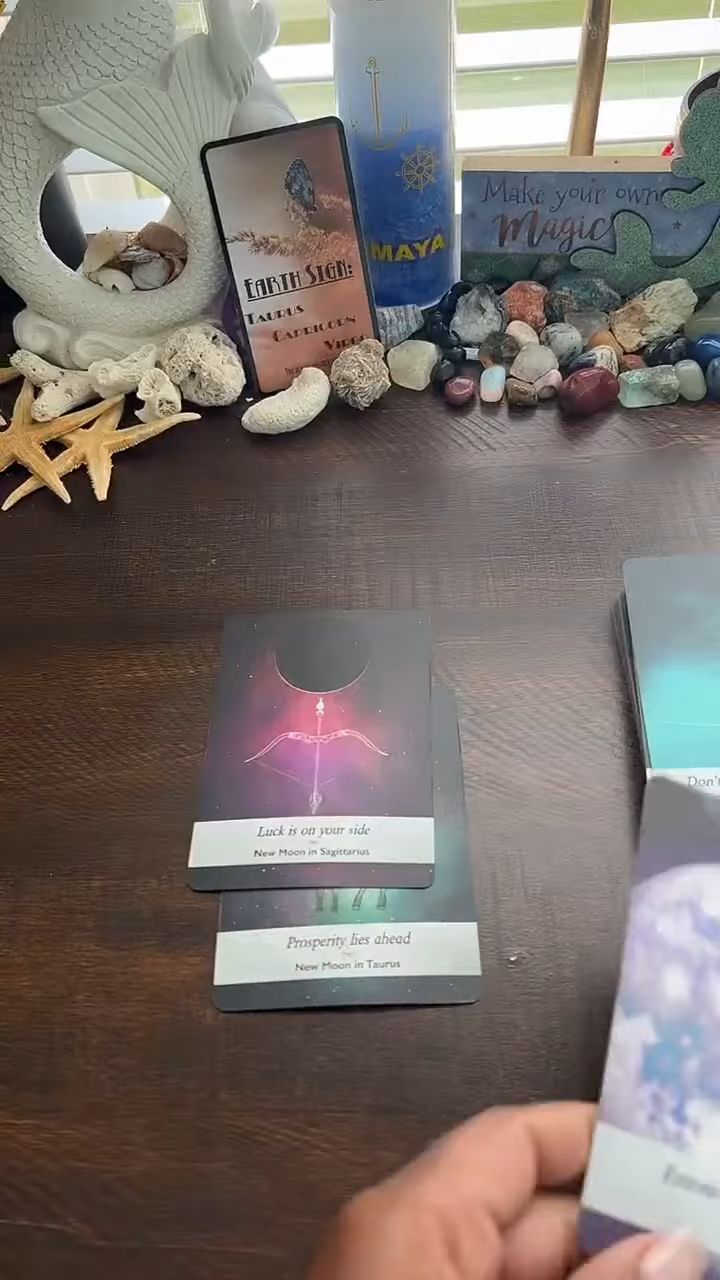 MAYA
Make your own
Magic
EARTH SIGN:
TAURUS
CAPRICORN
VIRGO
Luck is on your side
New Moon in Sagittarius
Prosperity lies ahead
New Moon in Taurus
Don't